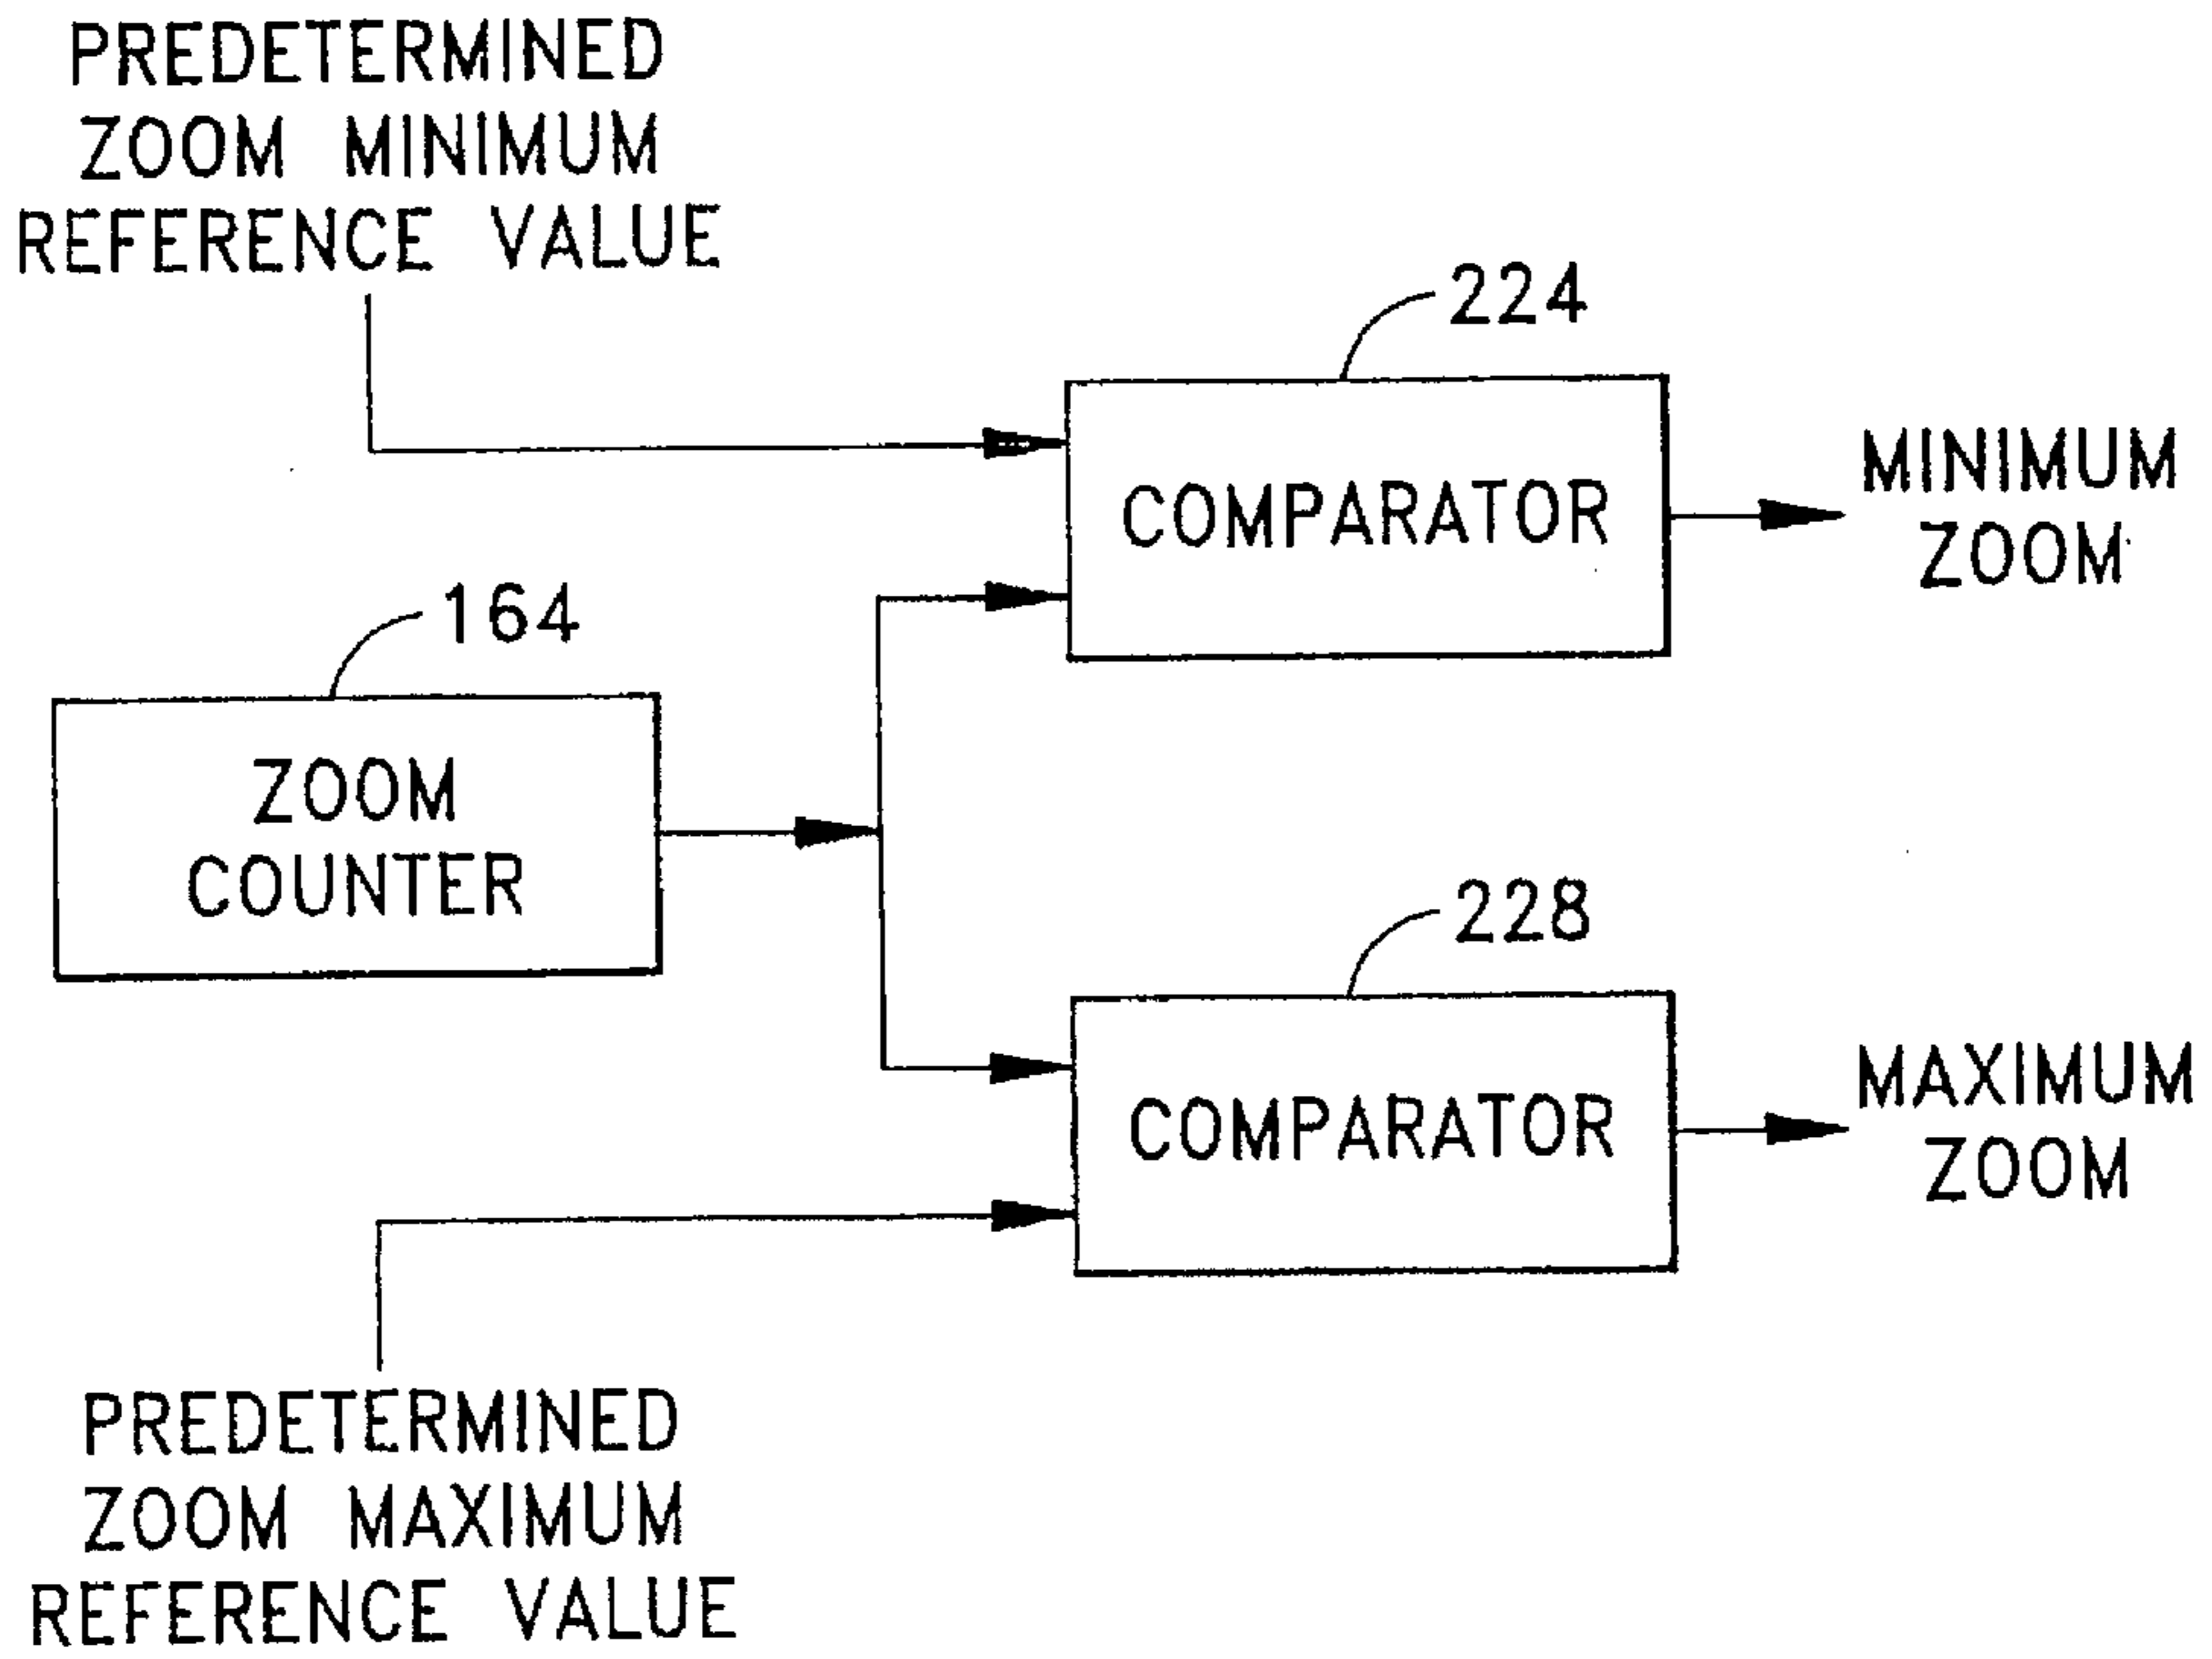 PREDETERMINED
ZOOM MINIMUM
REFERENCE VALUE
224
COMPARATOR
MINIMUM
ZOOM
164
ZOOM
COUNTER
228
COMPARATOR
MAXIMUM
ZOOM
PREDETERMINED
ZOOM MAXIMUM
REFERENCE VALUE